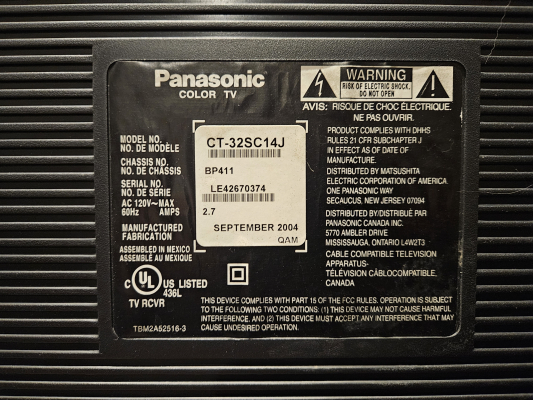 Panasonic
COLOR TV
WARNING
RISK OF ELECTRIC SHOCK,
DO NOT OPEN
AVIS: RISQUE DE CHOC ÉLECTRIQUE.
NE PAS OUVRIR.
MODEL NO.
NO. DE MODÈLE
CT-32SC14J
CHASSIS NO.
NO. DE CHÂSSIS
BP411
SERIAL NO.
NO. DE SÉRIE
LE42670374
AC 120V~MAX
60Hz AMPS
2.7
MANUFACTURED
FABRICATION
SEPTEMBER 2004
QAM
ASSEMBLED IN MEXICO
ASSEMBLÉ AU MEXIQUE
PRODUCT COMPLIES WITH DHHS
RULES 21 CFR SUBCHAPTER J
IN EFFECT AS OF DATE OF
MANUFACTURE.
DISTRIBUTED BY MATSUSHITA
ELECTRIC CORPORATION OF AMERICA
ONE PANASONIC WAY
SECAUCUS, NEW JERSEY 07094
DISTRIBUTED BY/DISTRIBUÉ PAR
PANASONIC CANADA INC.
5770 AMBLER DRIVE
MISSISSAUGA, ONTARIO L4W2T3
CABLE COMPATIBLE TELEVISION
APPARATUS-
TÉLÉVISION CÂBLOCOMPATIBLE,
CANADA
C UL US LISTED
436L
TV RCVR
THIS DEVICE COMPLIES WITH PART 15 OF THE FCC RULES. OPERATION IS SUBJECT
TO THE FOLLOWING TWO CONDITIONS: (1) THIS DEVICE MAY NOT CAUSE HARMFUL
INTERFERENCE, AND (2) THIS DEVICE MUST ACCEPT ANY INTERFERENCE THAT MAY
CAUSE UNDESIRED OPERATION.
TBM2A52516-3